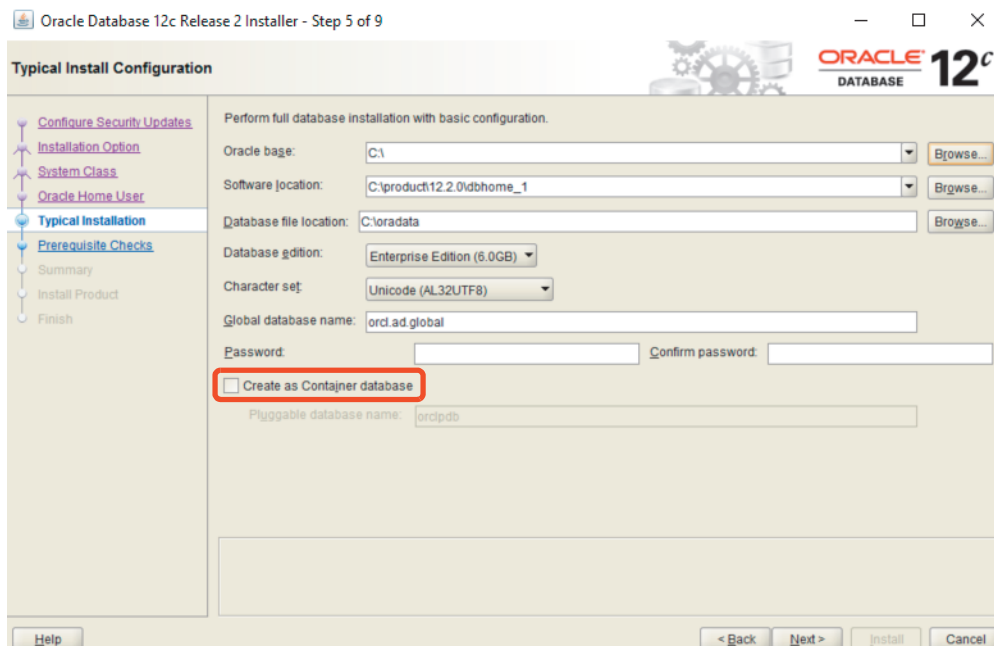 Oracle Database 12c Release 2 Installer - Step 5 of 9
Typical Install Configuration
ORACLE
DATABASE
12c
Configure Security Updates
Installation Option
System Class
Oracle Home User
Typical Installation
Prerequisite Checks
Summary
Install Product
Finish
Perform full database installation with basic configuration.
Oracle base: C:\ Browse...
Software location: C:\product\12.2.0\dbhome_1 Browse...
Database file location: C:\oradata Browse...
Database edition: Enterprise Edition (6.0GB)
Character set: Unicode (AL32UTF8)
Global database name: orcl.ad.global
Password: Confirm password:
Create as Container database
Pluggable database name: orclpdb
Help < Back Next > Install Cancel